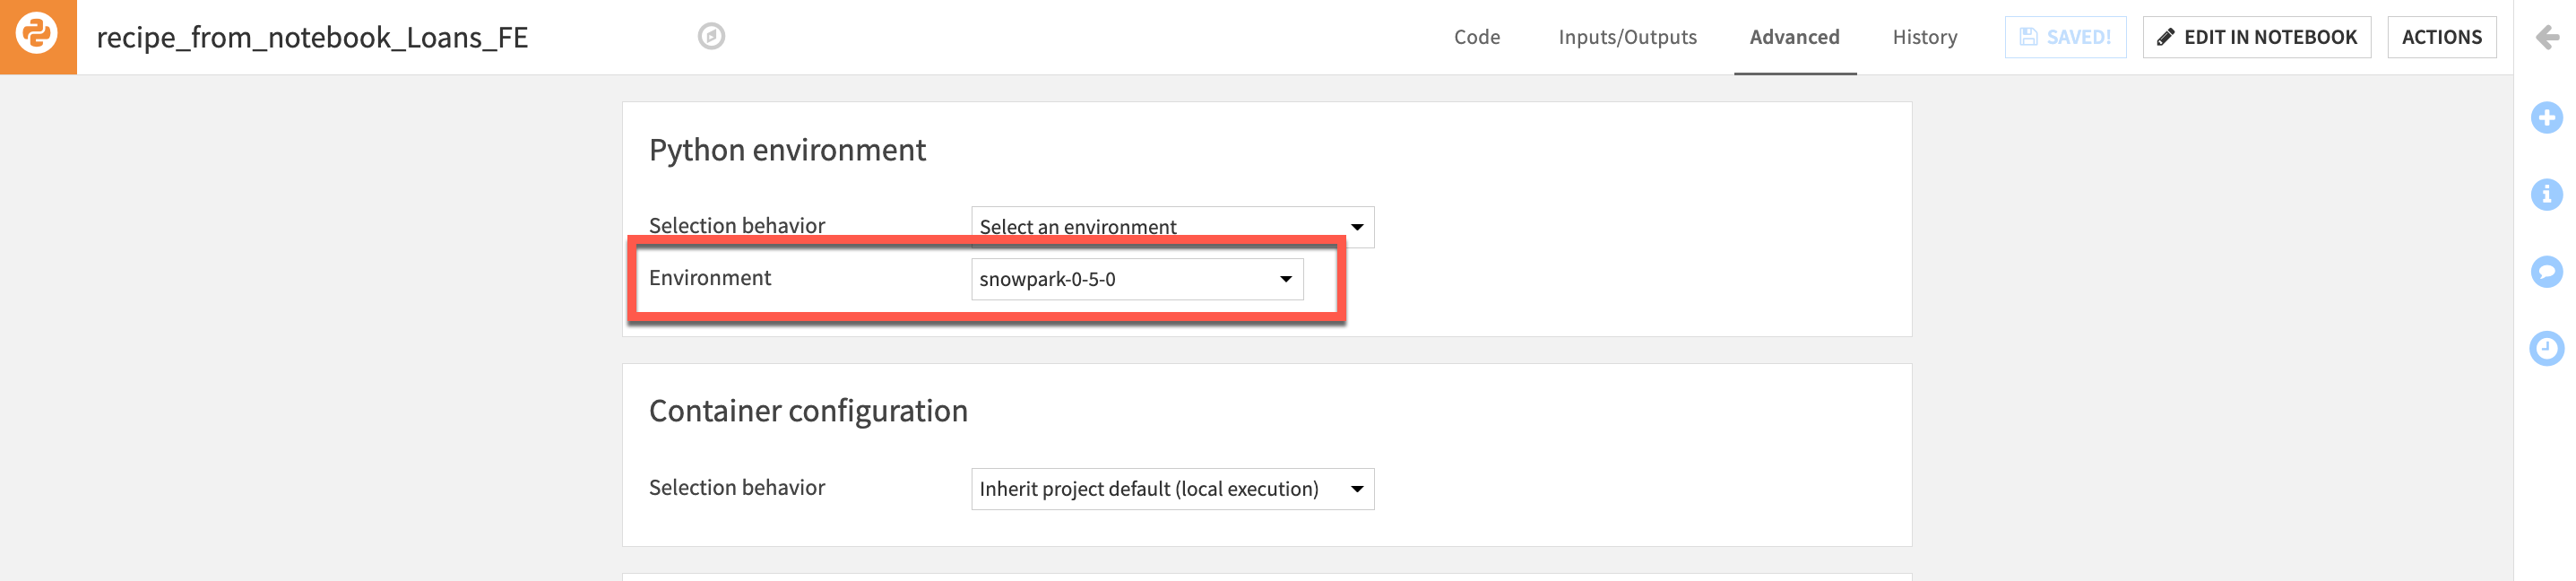 recipe_from_notebook_Loans_FE
Code Inputs/Outputs Advanced History SAVED! EDIT IN NOTEBOOK ACTIONS
Python environment
Selection behavior Select an environment
Environment snowpark-0-5-0
Container configuration
Selection behavior Inherit project default (local execution)